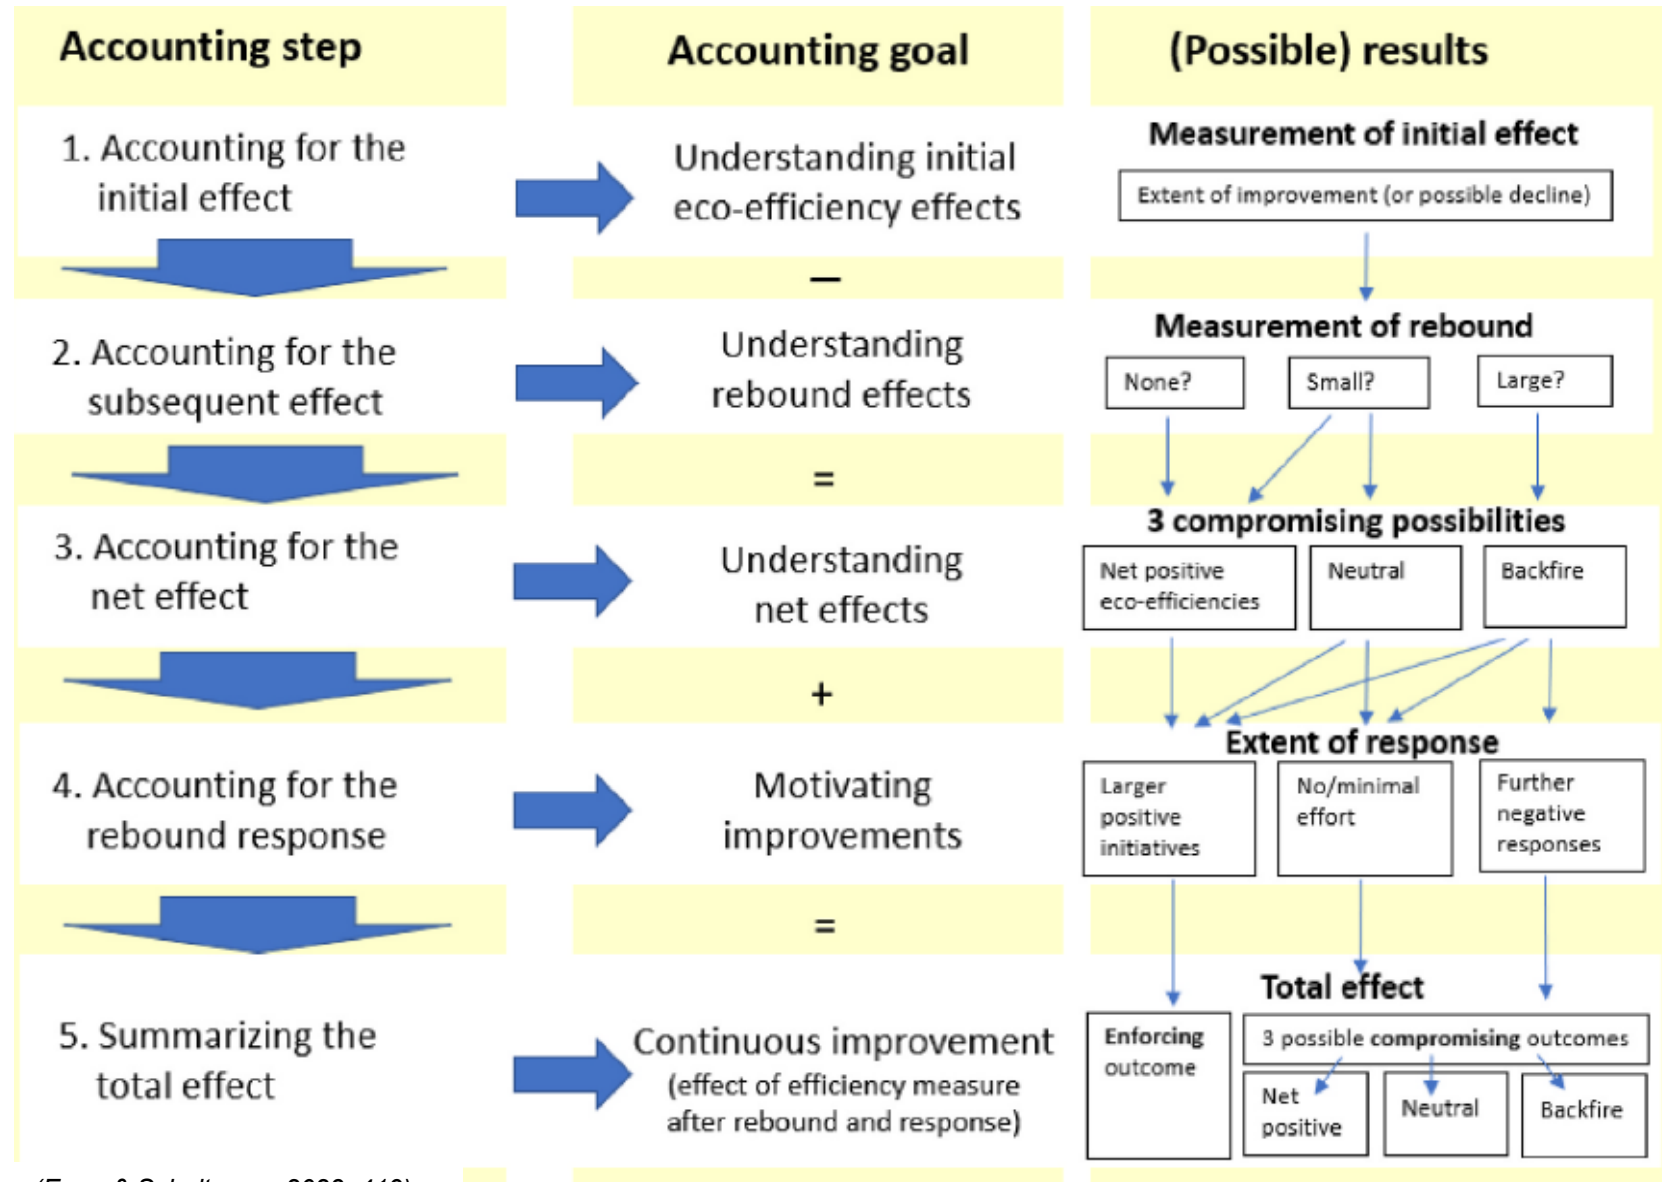 Accounting step
Accounting goal
(Possible) results
1. Accounting for the
initial effect
Understanding initial
eco-efficiency effects
Measurement of initial effect
Extent of improvement (or possible decline)
–
2. Accounting for the
subsequent effect
Understanding
rebound effects
Measurement of rebound
None?
Small?
Large?
=
3. Accounting for the
net effect
Understanding
net effects
3 compromising possibilities
Net positive
eco-efficiencies
Neutral
Backfire
+
4. Accounting for the
rebound response
Motivating
improvements
Extent of response
Larger
positive
initiatives
No/minimal
effort
Further
negative
responses
=
5. Summarizing the
total effect
Continuous improvement
(effect of efficiency measure
after rebound and response)
Total effect
Enforcing
outcome
3 possible compromising outcomes
Net
positive
Neutral
Backfire